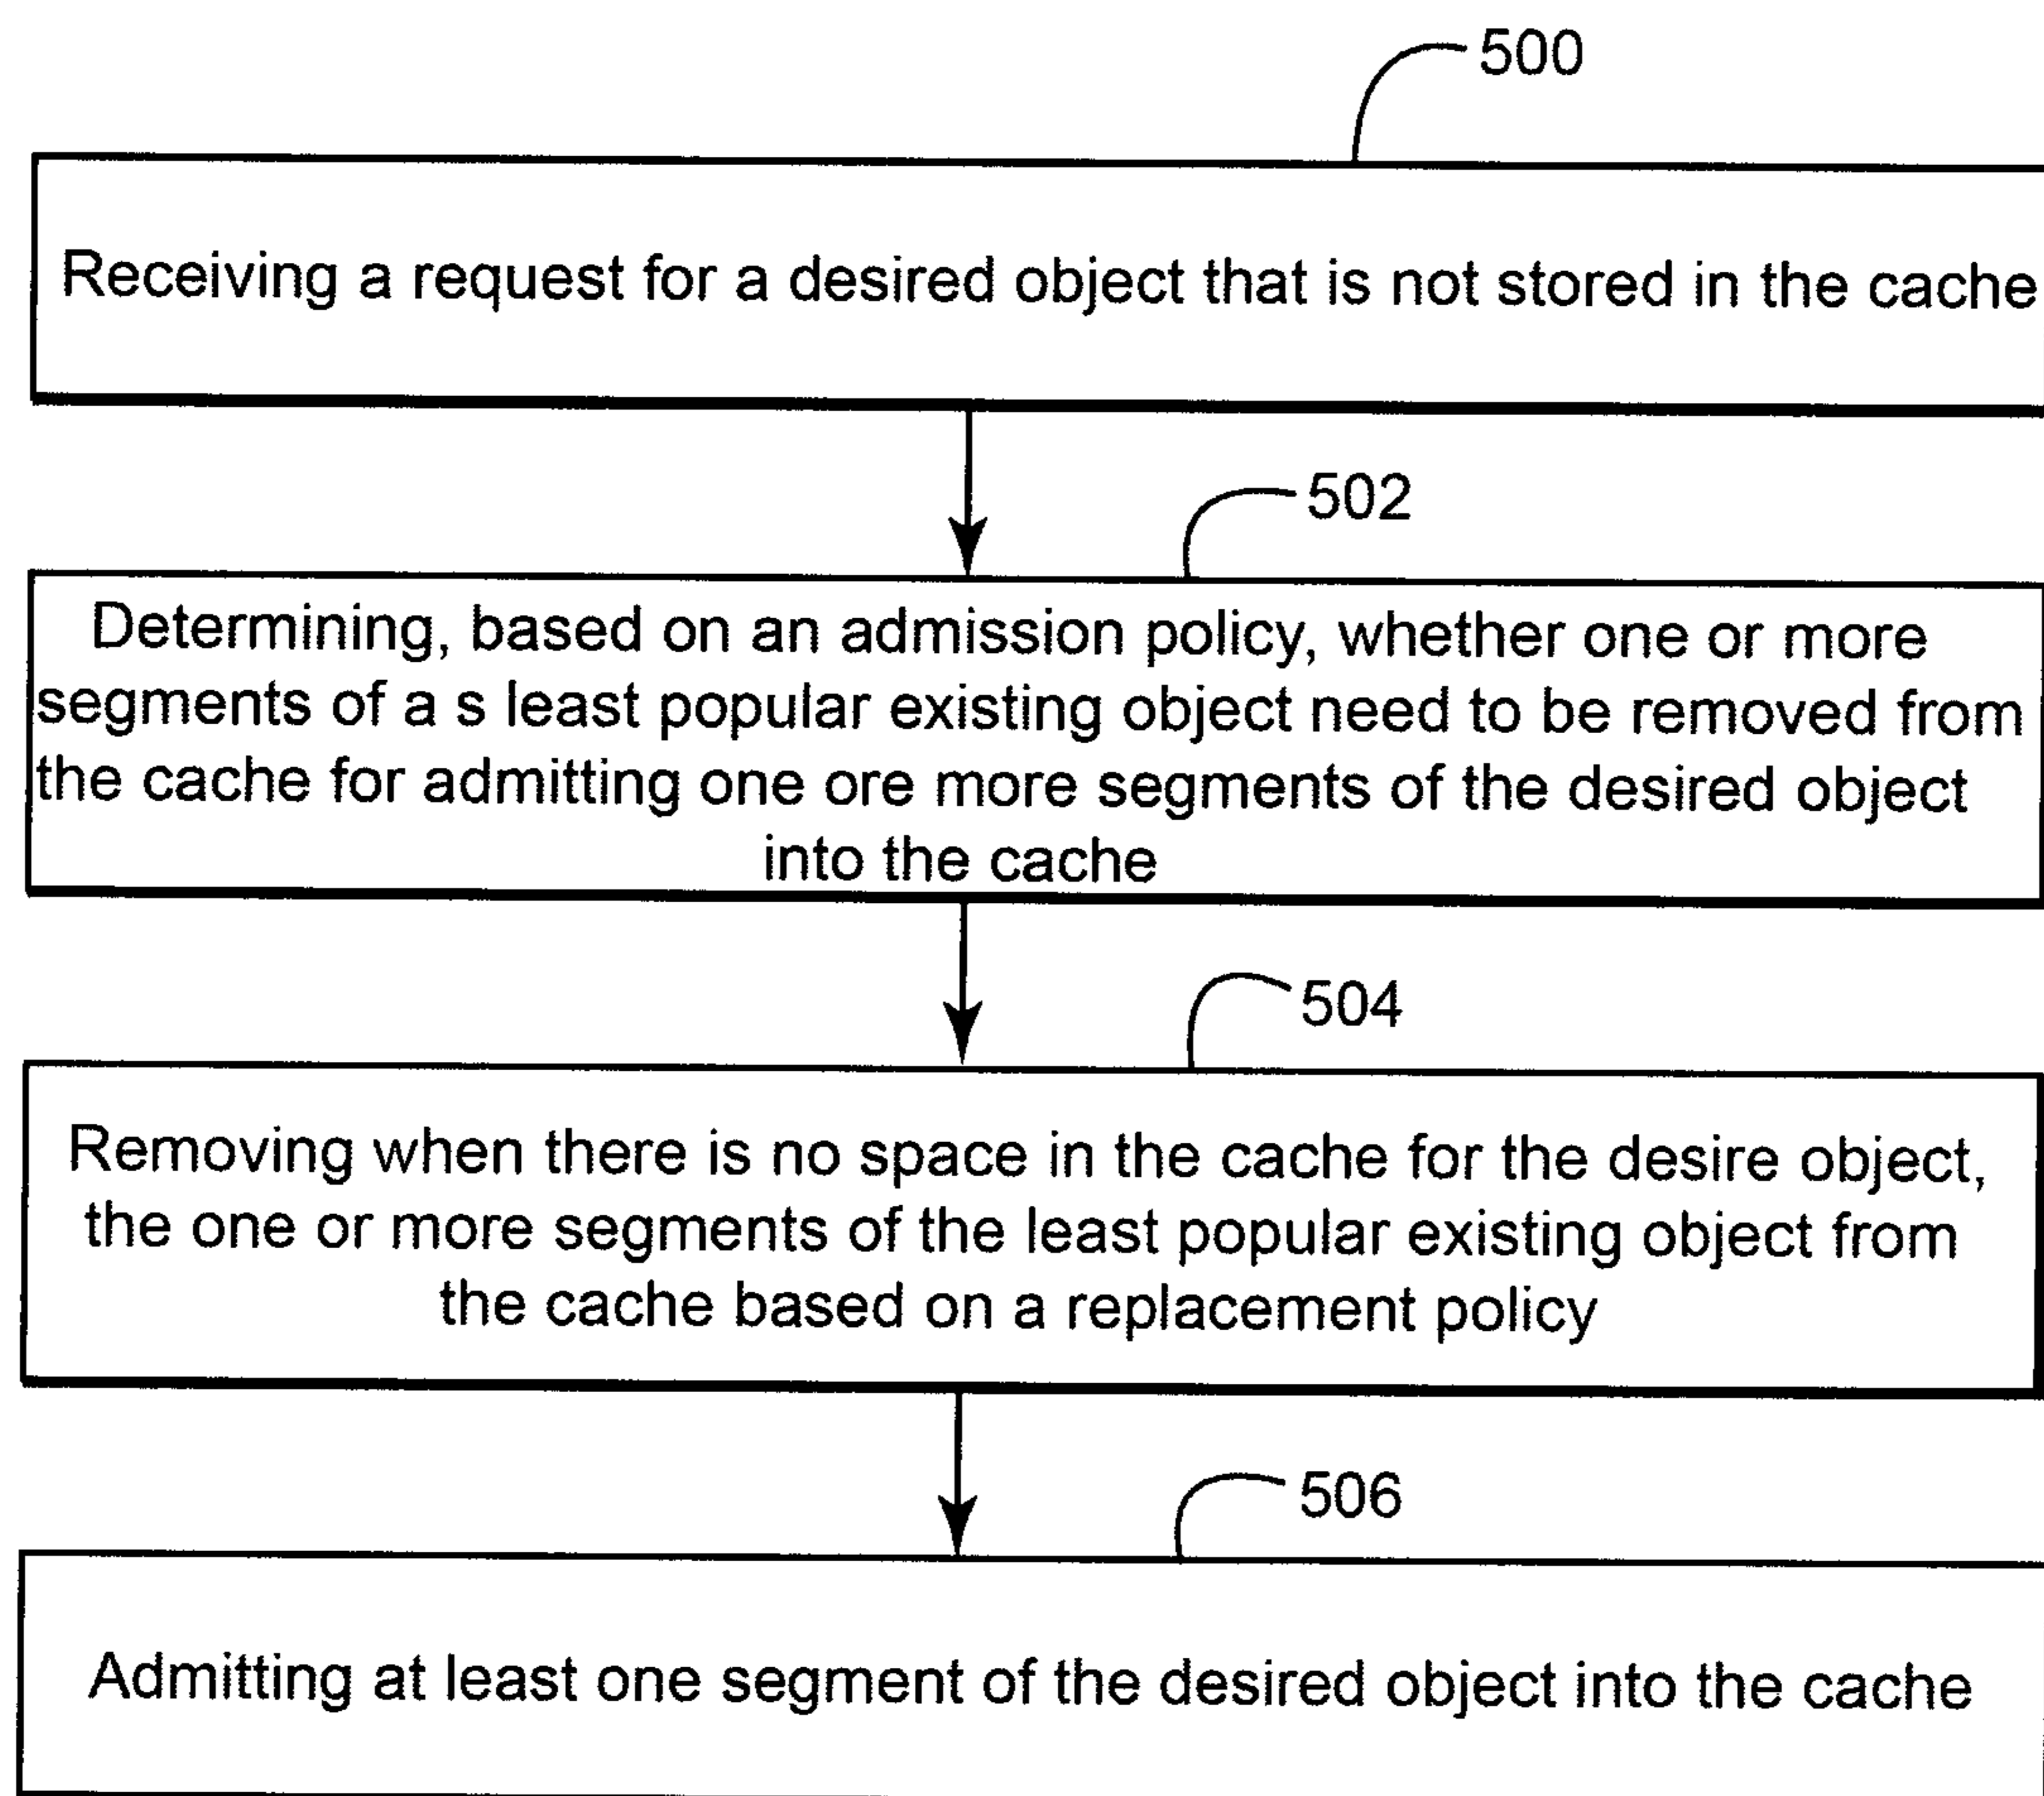 500
Receiving a request for a desired object that is not stored in the cache
502
Determining, based on an admission policy, whether one or more
segments of a s least popular existing object need to be removed from
the cache for admitting one ore more segments of the desired object
into the cache
504
Removing when there is no space in the cache for the desire object,
the one or more segments of the least popular existing object from
the cache based on a replacement policy
506
Admitting at least one segment of the desired object into the cache